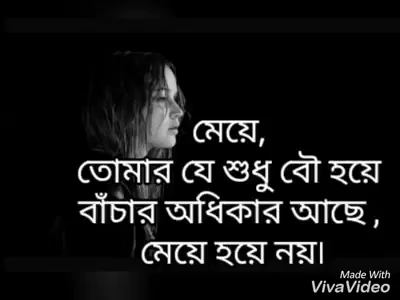 মেয়ে,
তোমার যে শুধু বৌ হয়ে
বাঁচার অধিকার আছে ,
মেয়ে হয়ে নয়।
Made With
VivaVideo